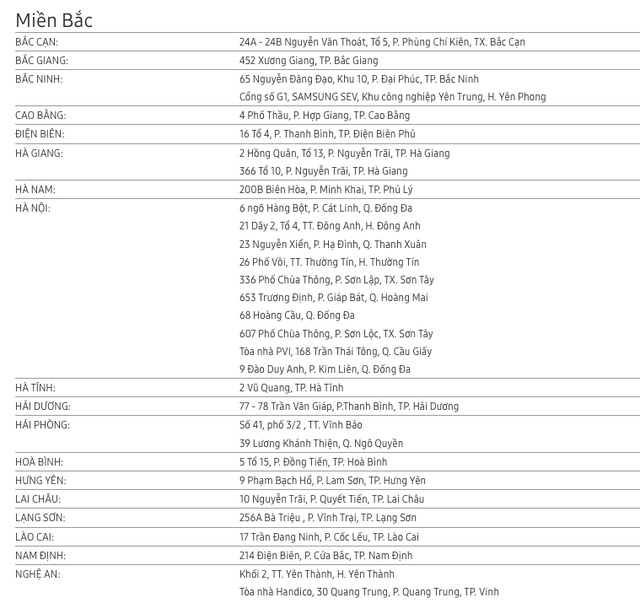 Miền Bắc
BẮC CẠN: 24A - 24B Nguyễn Văn Thoát, Tổ 5, P. Phùng Chí Kiên, TX. Bắc Cạn
BẮC GIANG: 452 Xương Giang, TP. Bắc Giang
BẮC NINH: 65 Nguyễn Đăng Đạo, Khu 10, P. Đại Phúc, TP. Bắc Ninh
Cổng số G1, SAMSUNG SEV, Khu công nghiệp Yên Trung, H. Yên Phong
CAO BẰNG: 4 Phố Thầu, P. Hợp Giang, TP. Cao Bằng
ĐIỆN BIÊN: 16 Tổ 4, P. Thanh Bình, TP. Điện Biên Phủ
HÀ GIANG: 2 Hồng Quân, Tổ 13, P. Nguyễn Trãi, TP. Hà Giang
366 Tổ 10, P. Nguyễn Trãi, TP. Hà Giang
HÀ NAM: 200B Biên Hòa, P. Minh Khai, TP. Phủ Lý
HÀ NỘI: 6 ngõ Hàng Bột, P. Cát Linh, Q. Đống Đa
21 Dãy 2, Tổ 4, TT. Đông Anh, H. Đông Anh
23 Nguyễn Xiển, P. Hạ Đình, Q. Thanh Xuân
26 Phố Vồi, TT. Thường Tín, H. Thường Tín
336 Phố Chùa Thông, P. Sơn Lập, TX. Sơn Tây
653 Trương Định, P. Giáp Bát, Q. Hoàng Mai
68 Hoàng Cầu, Q. Đống Đa
607 Phố Chùa Thông, P. Sơn Lộc, TX. Sơn Tây
Tòa nhà PVI, 168 Trần Thái Tông, Q. Cầu Giấy
9 Đào Duy Anh, P. Kim Liên, Q. Đống Đa
HÀ TĨNH: 2 Vũ Quang, TP. Hà Tĩnh
HẢI DƯƠNG: 77 - 78 Trần Văn Giáp, P.Thanh Bình, TP. Hải Dương
HẢI PHÒNG: Số 41, phố 3/2 , TT. Vĩnh Bảo
39 Lương Khánh Thiện, Q. Ngô Quyền
HOÀ BÌNH: 5 Tổ 15, P. Đồng Tiến, TP. Hoà Bình
HƯNG YÊN: 9 Phạm Bạch Hổ, P. Lam Sơn, TP. Hưng Yên
LAI CHÂU: 10 Nguyễn Trãi, P. Quyết Tiến, TP. Lai Châu
LẠNG SƠN: 256A Bà Triệu , P. Vĩnh Trại, TP. Lạng Sơn
LÀO CAI: 17 Trần Đang Ninh, P. Cốc Lếu, TP. Lào Cai
NAM ĐỊNH: 214 Điện Biên, P. Cửa Bắc, TP. Nam Định
NGHỆ AN: Khối 2, TT. Yên Thành, H. Yên Thành
Tòa nhà Handico, 30 Quang Trung, P. Quang Trung, TP. Vinh